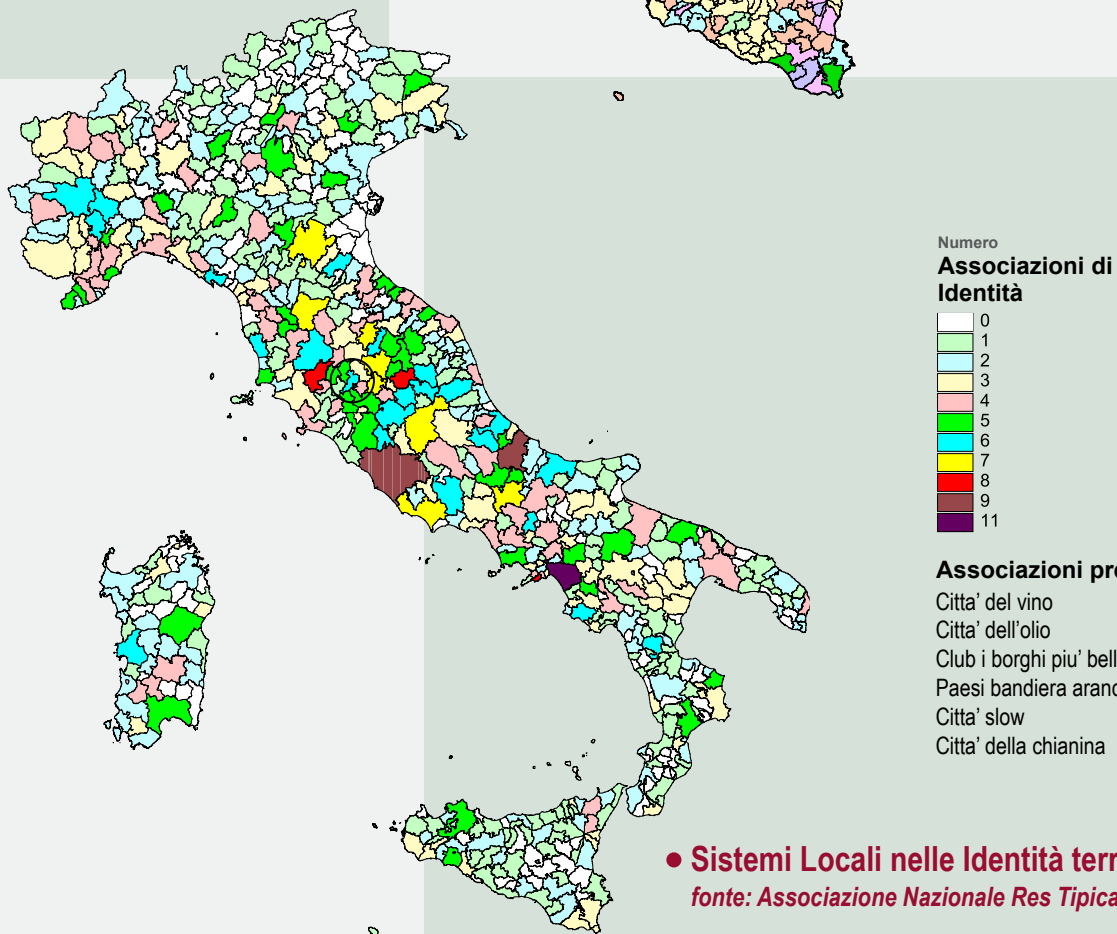 Numero
Associazioni di
Identità
0
1
2
3
4
5
6
7
8
9
11
Associazioni pr
Citta' del vino
Citta' dell'olio
Club i borghi piu' bell
Paesi bandiera aranc
Citta' slow
Citta' della chianina
• Sistemi Locali nelle Identità terr
fonte: Associazione Nazionale Res Tipica